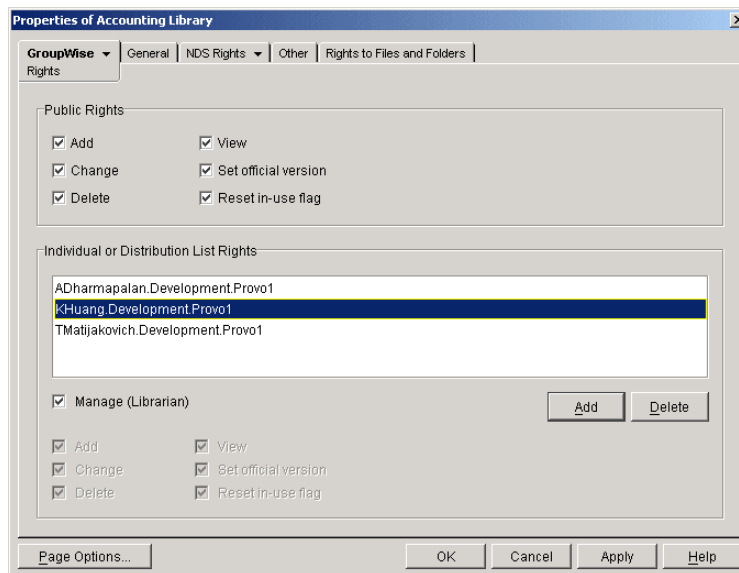 Properties of Accounting Library
GroupWise General NDS Rights Other Rights to Files and Folders
Rights
Public Rights
Add View
Change Set official version
Delete Reset in-use flag
Individual or Distribution List Rights
ADharmapalan.Development.Provo1
KHuang.Development.Provo1
TMatijakovich.Development.Provo1
Manage (Librarian) Add Delete
Add View
Change Set official version
Delete Reset in-use flag
Page Options... OK Cancel Apply Help